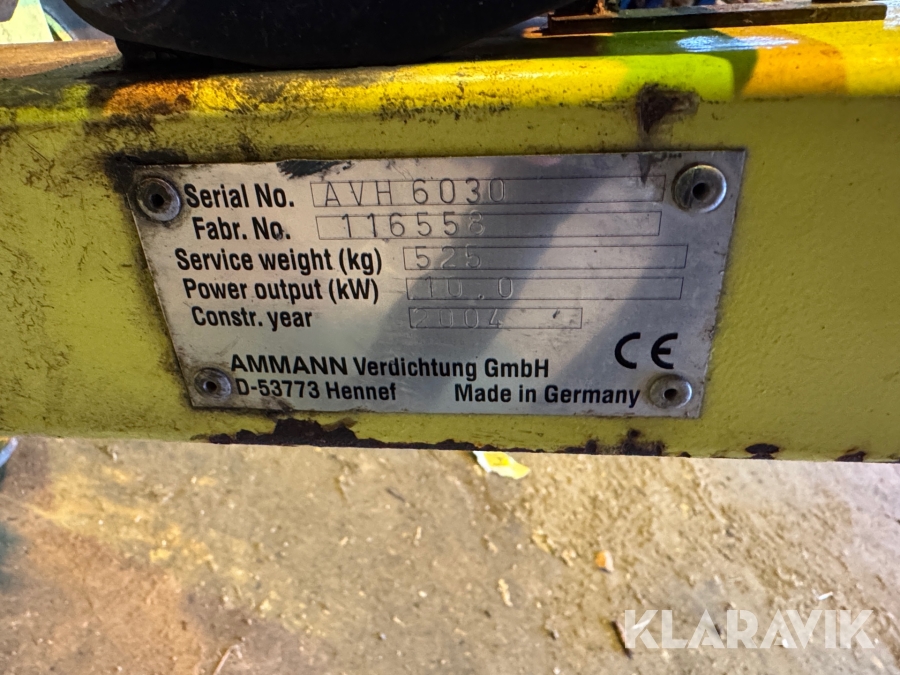 Serial No. AVH 6030
Fabr. No. 116558
Service weight (kg) 525
Power output (kW) 10.0
Constr. year 2004
CE
AMMANN Verdichtung GmbH
D-53773 Hennef Made in Germany
KLARAVIK